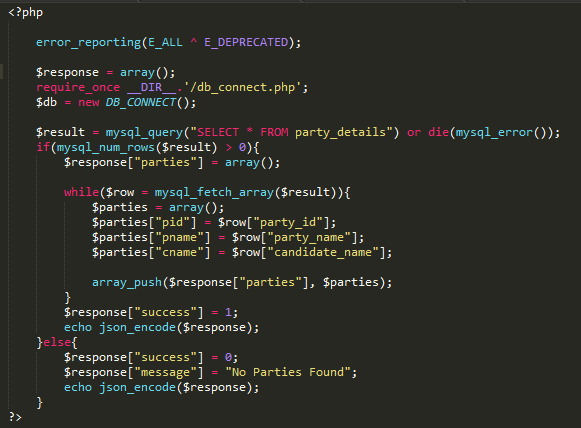 <?php
error_reporting(E_ALL ^ E_DEPRECATED);
$response = array();
require_once __DIR__.'/db_connect.php';
$db = new DB_CONNECT();
$result = mysql_query("SELECT * FROM party_details") or die(mysql_error());
if(mysql_num_rows($result) > 0){
$response["parties"] = array();
while($row = mysql_fetch_array($result)){
$parties = array();
$parties["pid"] = $row["party_id"];
$parties["pname"] = $row["party_name"];
$parties["cname"] = $row["candidate_name"];
array_push($response["parties"], $parties);
}
$response["success"] = 1;
echo json_encode($response);
}else{
$response["success"] = 0;
$response["message"] = "No Parties Found";
echo json_encode($response);
}
?>